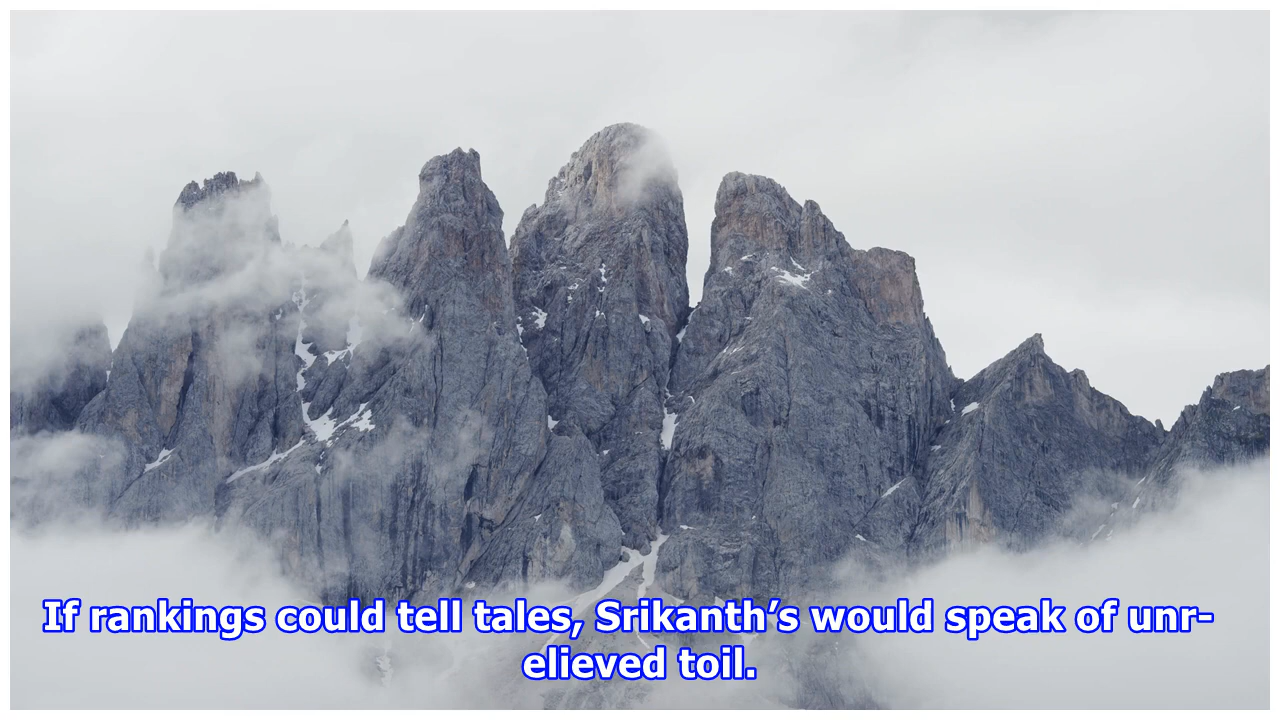 If rankings could tell tales, Srikanth’s would speak of unr-
elieved toil.